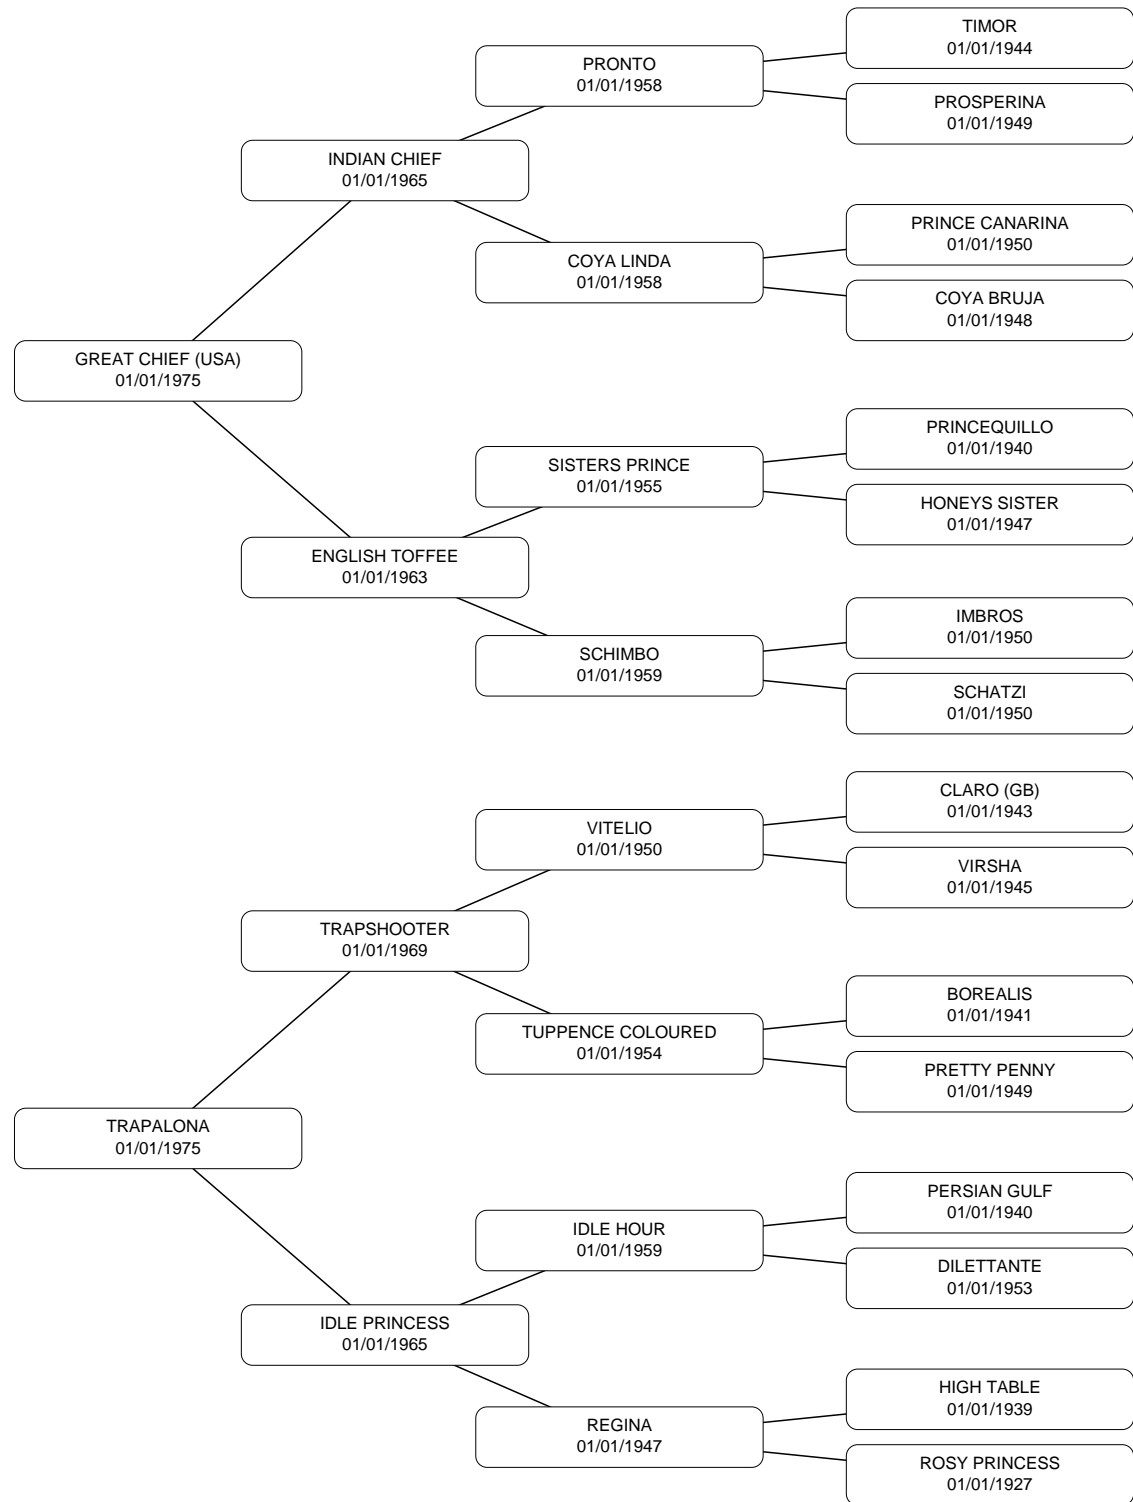 TIMOR
01/01/1944
PRONTO
01/01/1958
PROSPERINA
01/01/1949
INDIAN CHIEF
01/01/1965
PRINCE CANARINA
01/01/1950
COYA LINDA
01/01/1958
COYA BRUJA
01/01/1948
GREAT CHIEF (USA)
01/01/1975
PRINCEQUILLO
01/01/1940
SISTERS PRINCE
01/01/1955
HONEYS SISTER
01/01/1947
ENGLISH TOFFEE
01/01/1963
IMBROS
01/01/1950
SCHIMBO
01/01/1959
SCHATZI
01/01/1950
CLARO (GB)
01/01/1943
VITELIO
01/01/1950
VIRSHA
01/01/1945
TRAPSHOOTER
01/01/1969
BOREALIS
01/01/1941
TUPPENCE COLOURED
01/01/1954
PRETTY PENNY
01/01/1949
TRAPALONA
01/01/1975
PERSIAN GULF
01/01/1940
IDLE HOUR
01/01/1959
DILETTANTE
01/01/1953
IDLE PRINCESS
01/01/1965
HIGH TABLE
01/01/1939
REGINA
01/01/1947
ROSY PRINCESS
01/01/1927